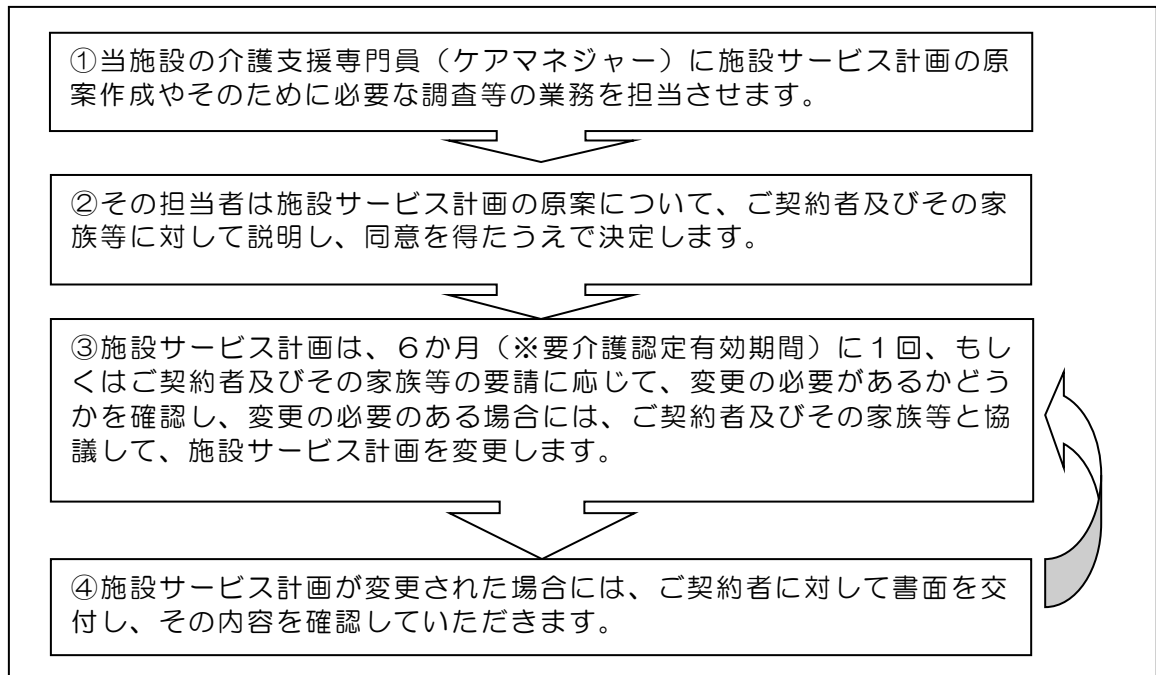 ①当施設の介護支援専門員（ケアマネジャー）に施設サービス計画の原
案作成やそのために必要な調査等の業務を担当させます。
②その担当者は施設サービス計画の原案について、ご契約者及びその家
族等に対して説明し、同意を得たうえで決定します。
③施設サービス計画は、６か月（※要介護認定有効期間）に１回、もし
くはご契約者及びその家族等の要請に応じて、変更の必要があるかどう
かを確認し、変更の必要のある場合には、ご契約者及びその家族等と協
議して、施設サービス計画を変更します。
④施設サービス計画が変更された場合には、ご契約者に対して書面を交
付し、その内容を確認していただきます。